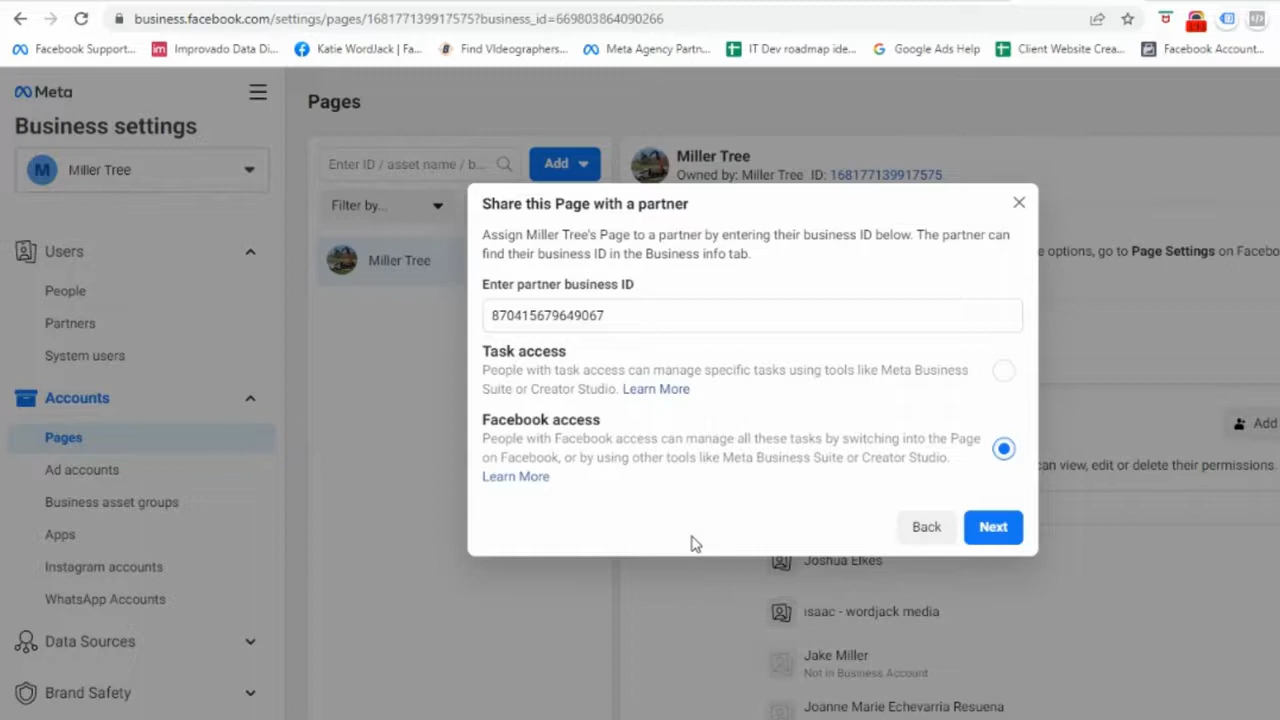 business.facebook.com/settings/pages/168177139917575?business_id=669803864090266
Facebook Support...
Improvado Data Di...
Katie WordJack | Fa...
Find VIdeographers...
Meta Agency Partn...
IT Dev roadmap ide...
Google Ads Help
Client Website Crea...
Facebook Account...
Meta
Business settings
M
Miller Tree
Users
People
Partners
System users
Accounts
Pages
Ad accounts
Business asset groups
Apps
Instagram accounts
WhatsApp Accounts
Data Sources
Brand Safety
Pages
Enter ID / asset name / b...
Add
Filter by...
Miller Tree
Miller Tree
Owned by: Miller Tree ID: 168177139917575
e options, go to Page Settings on Facebo
Add
can view, edit or delete their permissions.
Share this Page with a partner
Assign Miller Tree's Page to a partner by entering their business ID below. The partner can
find their business ID in the Business info tab.
Enter partner business ID
870415679649067
Task access
People with task access can manage specific tasks using tools like Meta Business
Suite or Creator Studio. Learn More
Facebook access
People with Facebook access can manage all these tasks by switching into the Page
on Facebook, or by using other tools like Meta Business Suite or Creator Studio.
Learn More
Back
Next
Joshua Elkes
isaac - wordjack media
Jake Miller
Not in Business Account
Joanne Marie Echevarria Resuena